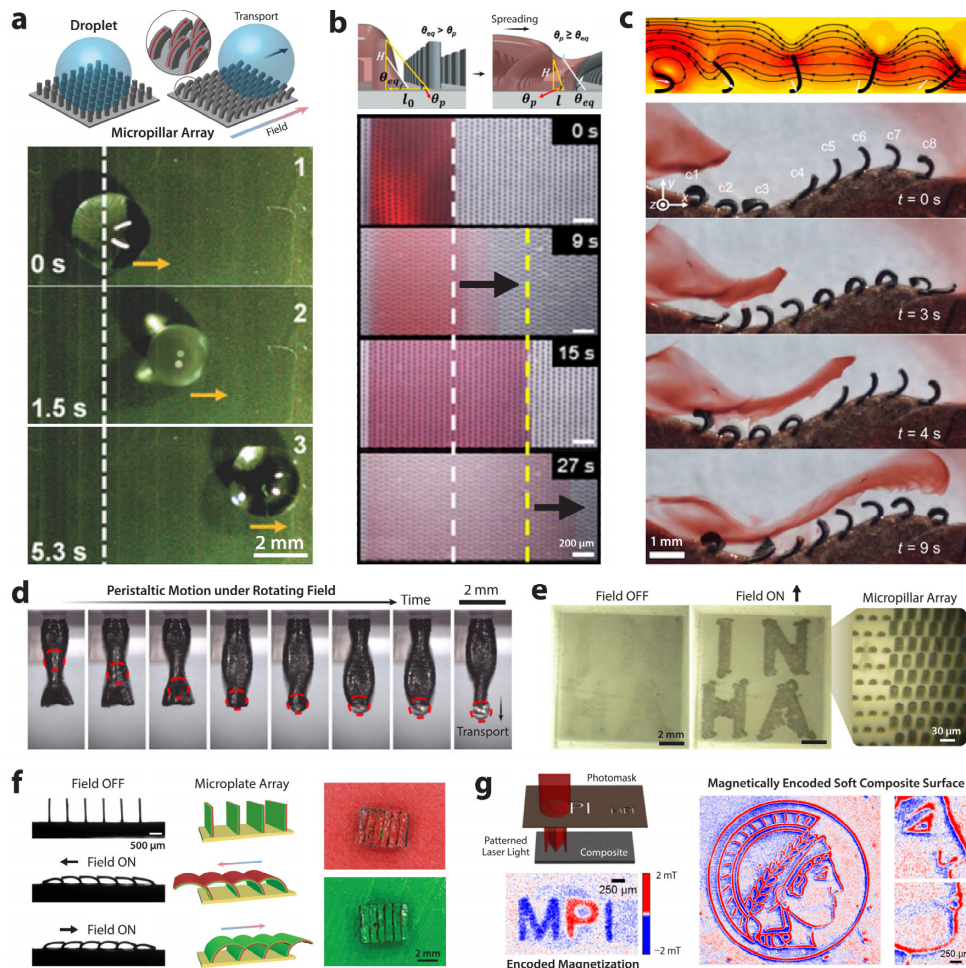 a
Droplet
Transport
Micropillar Array
Field
1
0 s
2
1.5 s
3
5.3 s
2 mm
b
θeq > θp
Spreading
θp ≥ θeq
H
θeq
l0
θp
H
θp
l
θeq
0 s
9 s
15 s
27 s
200 µm
c
c1
c2
c3
c4
c5
c6
c7
c8
y
z
x
t = 0 s
t = 3 s
t = 4 s
1 mm
t = 9 s
d
Peristaltic Motion under Rotating Field
Time
2 mm
Transport
e
Field OFF
Field ON
Micropillar Array
IN
HA
2 mm
30 µm
f
Field OFF
Microplate Array
500 µm
Field ON
Field ON
2 mm
g
Photomask
PI
MPI
Patterned
Laser Light
Composite
Magnetically Encoded Soft Composite Surface
250 µm
2 mT
MPI
−2 mT
Encoded Magnetization
250 µm